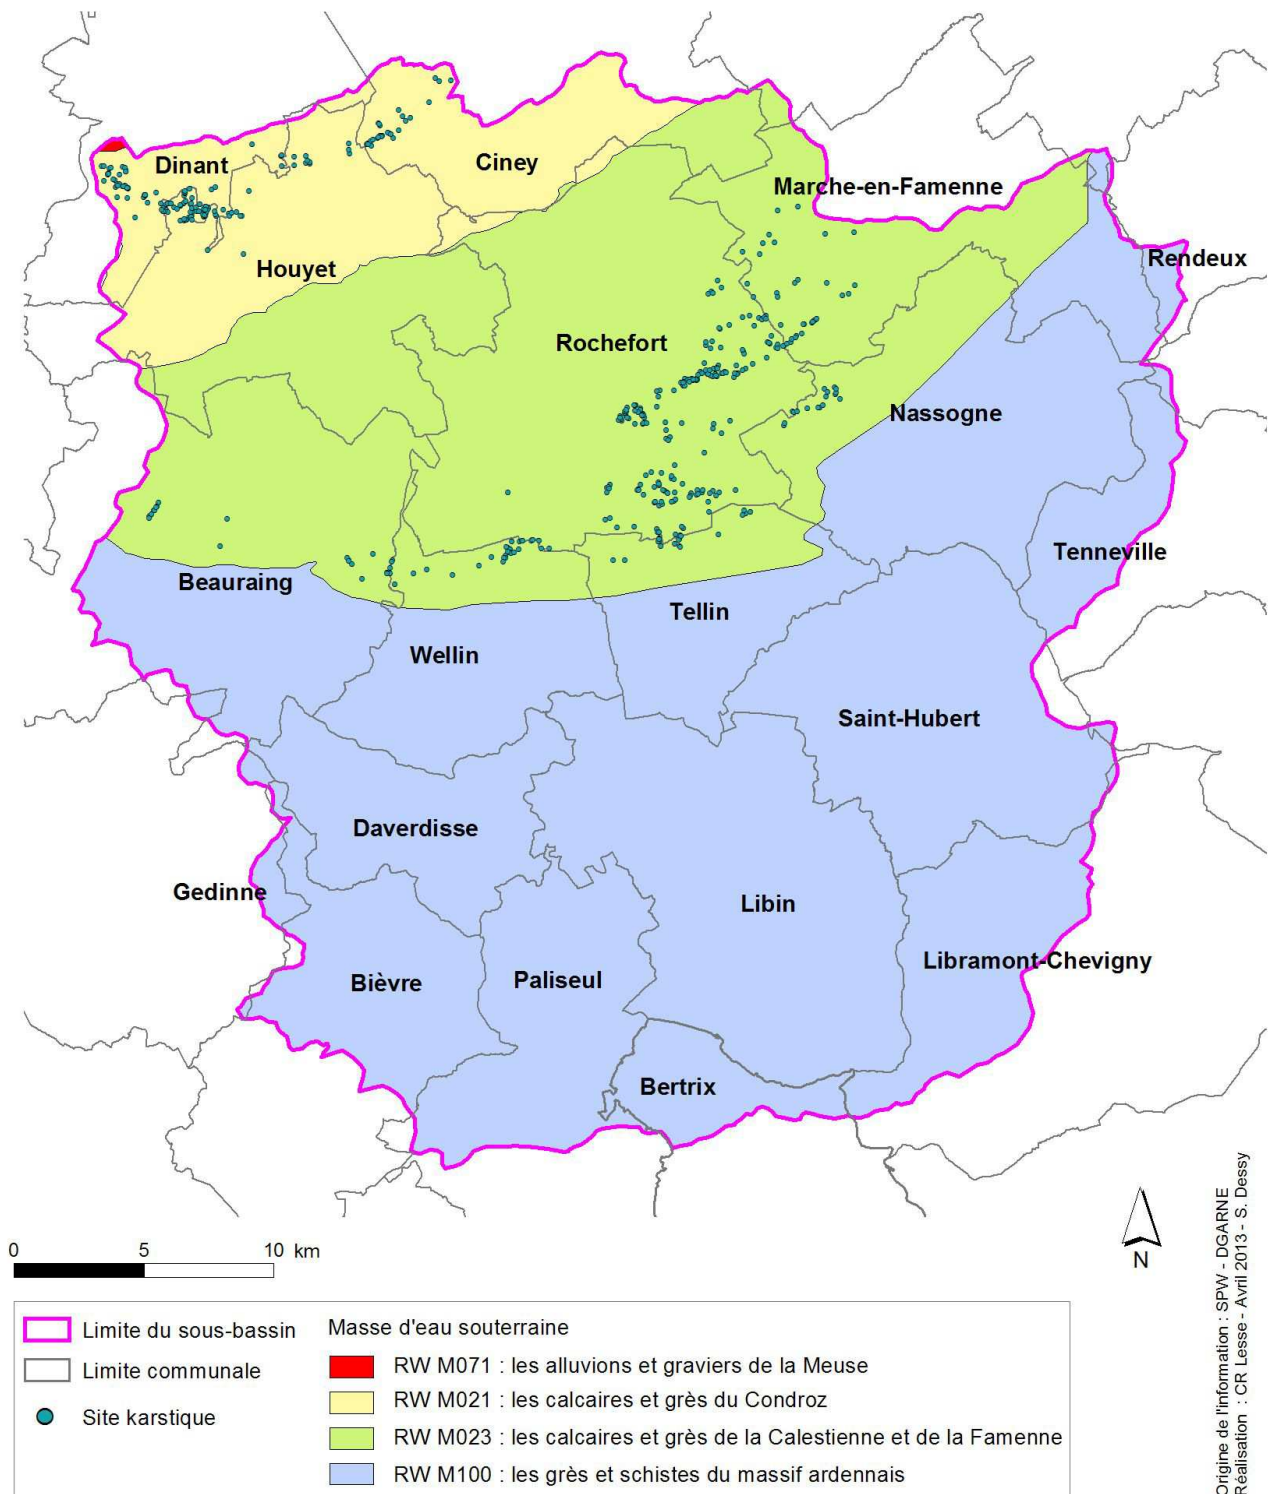 Dinant
Ciney
Marche-en-Famenne
Houyet
Rendeux
Rochefort
Nassogne
Tenneville
Beauraing
Tellin
Wellin
Saint-Hubert
Daverdisse
Gedinne
Libin
Libramont-Chevigny
Bièvre
Paliseul
Bertrix
0 5 10 km
N
Origine de l'information : SPW - DGARNE
Réalisation : CR Lesse - Avril 2013 - S. Dessy
Limite du sous-bassin
Limite communale
Site karstique
Masse d'eau souterraine
RW M071 : les alluvions et graviers de la Meuse
RW M021 : les calcaires et grès du Condroz
RW M023 : les calcaires et grès de la Calestienne et de la Famenne
RW M100 : les grès et schistes du massif ardennais